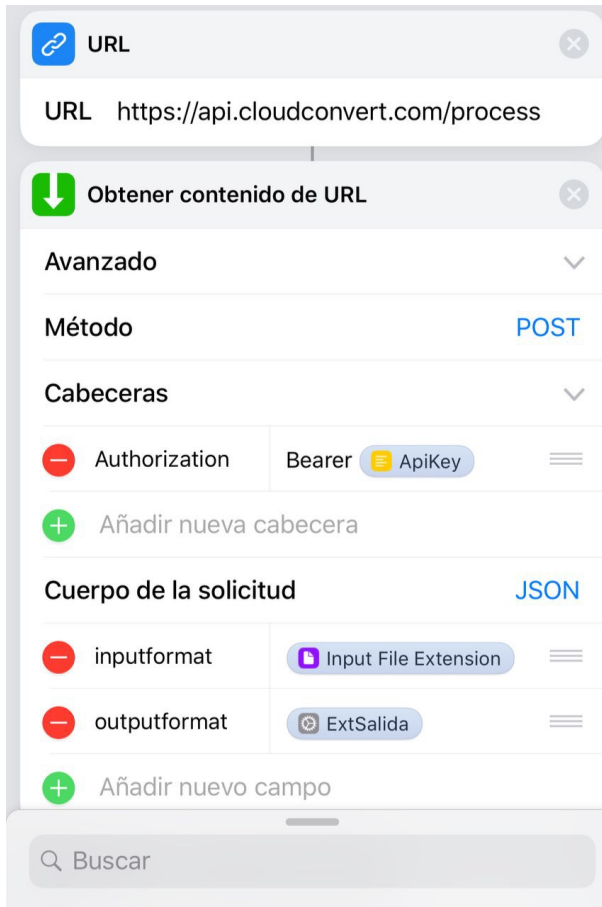 URL
URL https://api.cloudconvert.com/process
Obtener contenido de URL
Avanzado
Método POST
Cabeceras
Authorization Bearer ApiKey
Añadir nueva cabecera
Cuerpo de la solicitud JSON
inputformat Input File Extension
outputformat ExtSalida
Añadir nuevo campo
Buscar